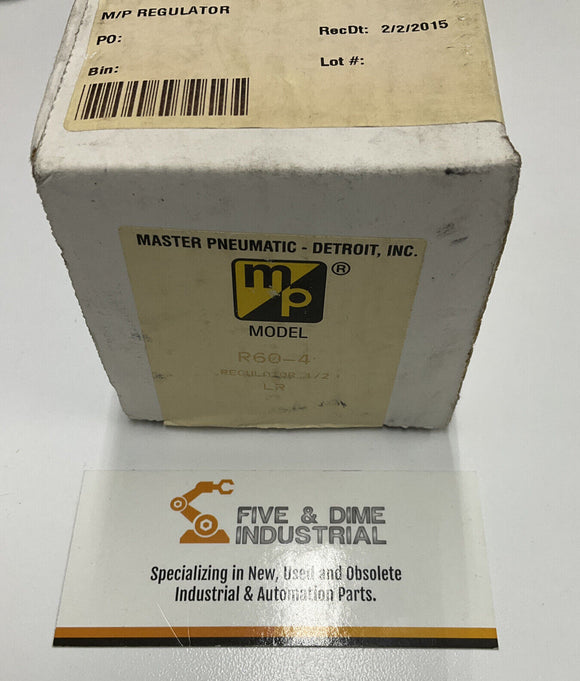 M/P REGULATOR
PO:
RecDt: 2/2/2015
Bin:
Lot #:
MASTER PNEUMATIC - DETROIT, INC.
mp ®
MODEL
R60-4
REGULATOR 1/2
LR
FIVE & DIME
INDUSTRIAL
Specializing in New, Used and Obsolete
Industrial & Automation Parts.